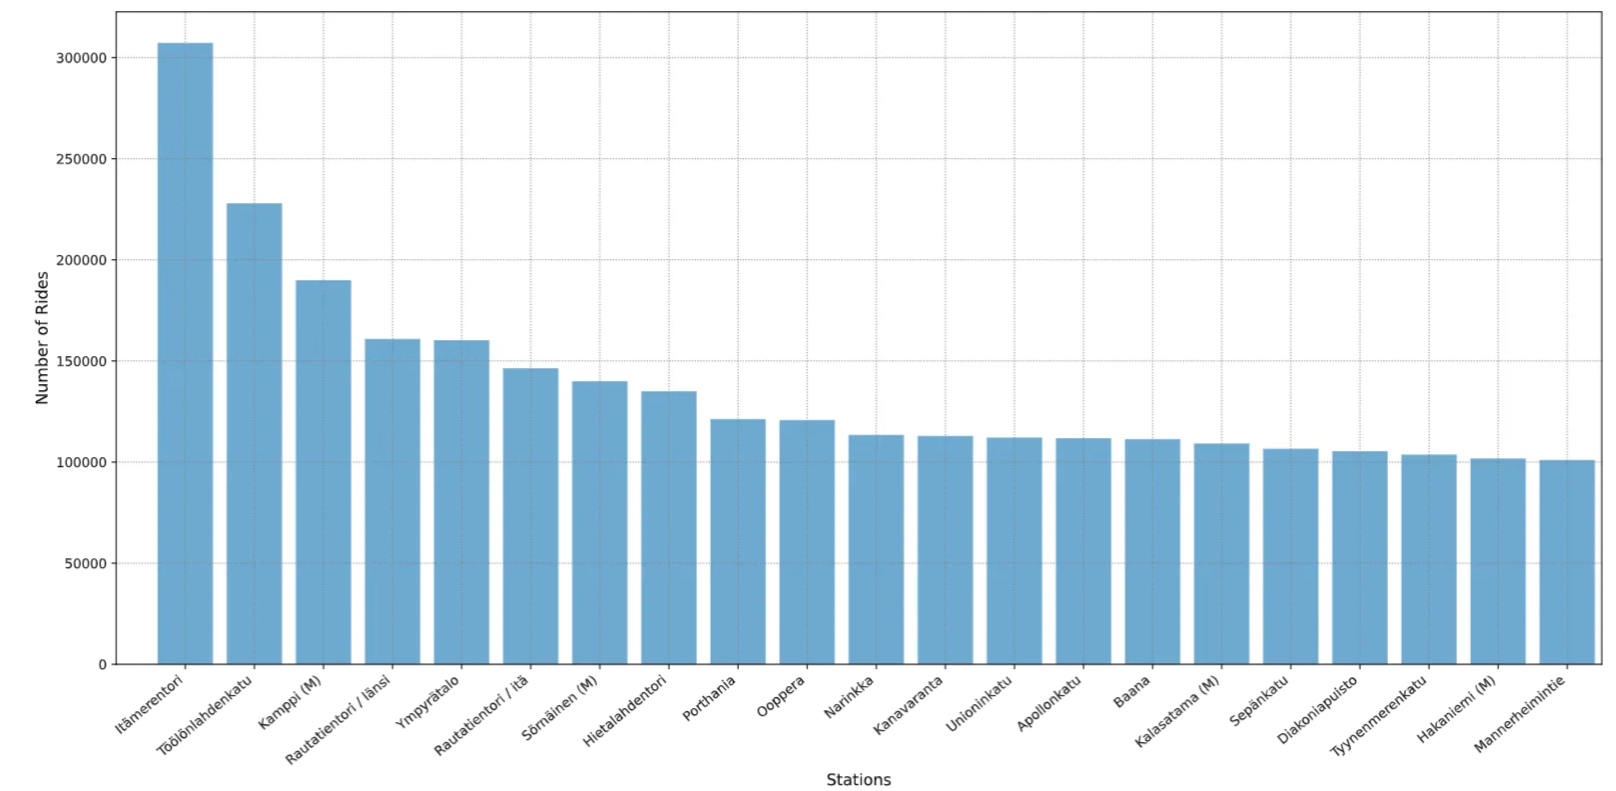 300000
250000
200000
150000
100000
50000
0
Number of Rides
Itämerentori
Töölönlahdenkatu
Kamppi (M)
Rautatientori / länsi
Ympyrätalo
Rautatientori / itä
Sörnäinen (M)
Hietalahdentori
Porthania
Ooppera
Narinkka
Kanavaranta
Unioninkatu
Apollonkatu
Baana
Kalasatama (M)
Sepänkatu
Diakoniapuisto
Tyynenmerenkatu
Hakaniemi (M)
Mannerheimintie
Stations